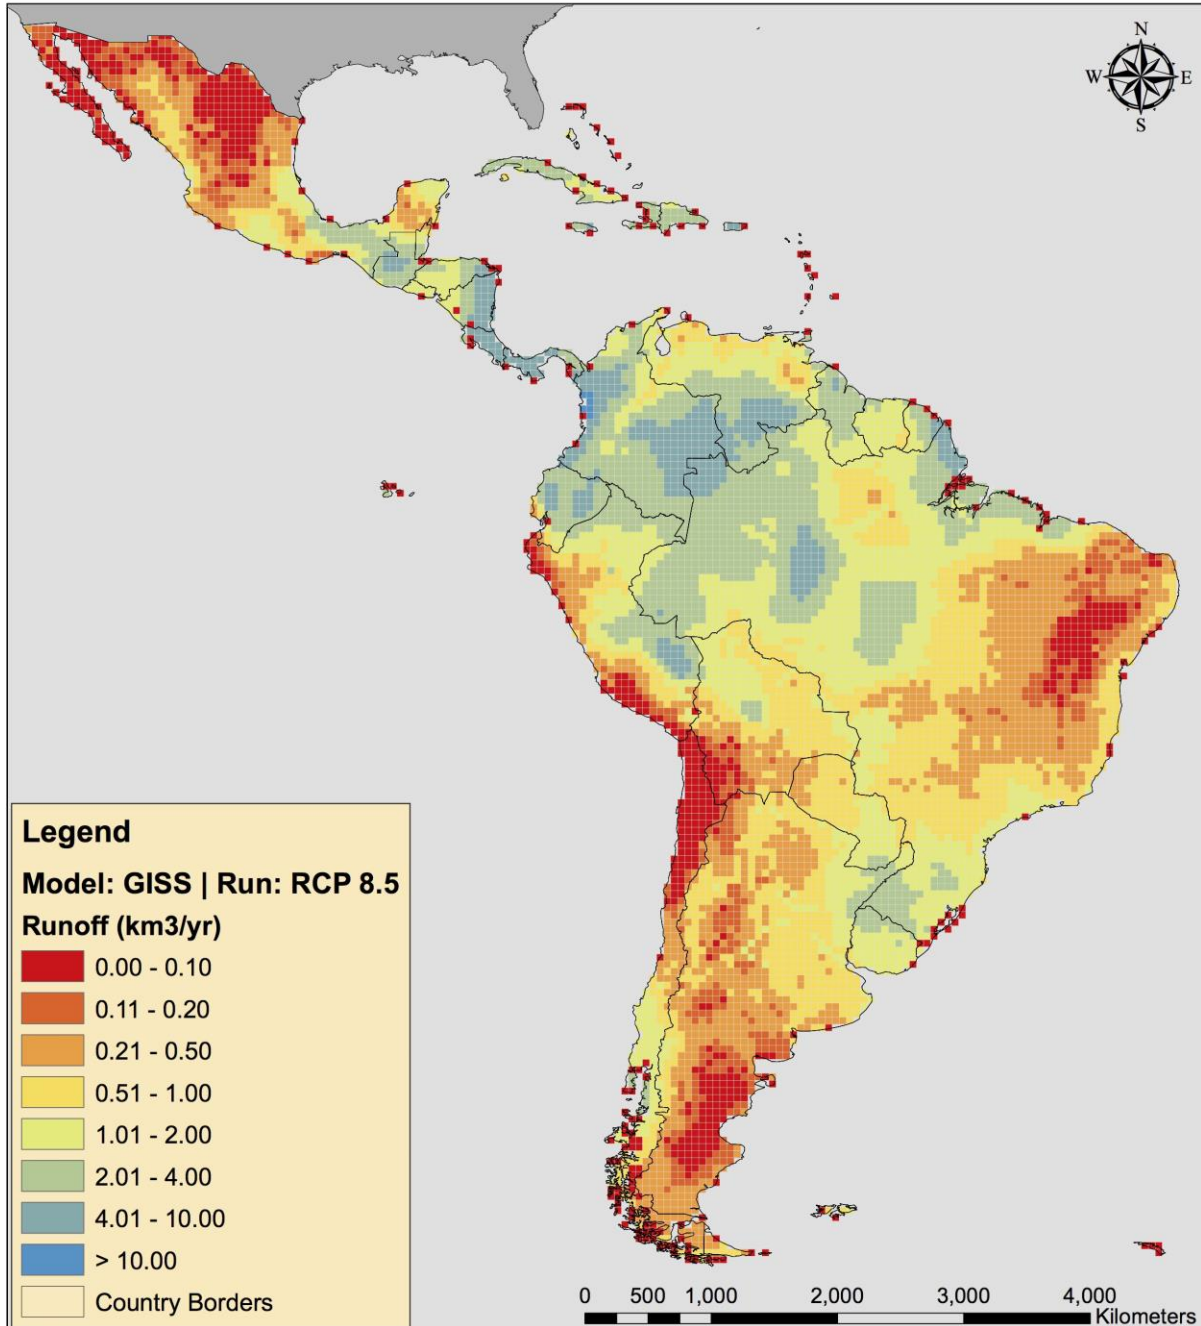 N
W E
S
Legend
Model: GISS | Run: RCP 8.5
Runoff (km3/yr)
0.00 - 0.10
0.11 - 0.20
0.21 - 0.50
0.51 - 1.00
1.01 - 2.00
2.01 - 4.00
4.01 - 10.00
> 10.00
Country Borders
0 500 1,000 2,000 3,000 4,000
Kilometers